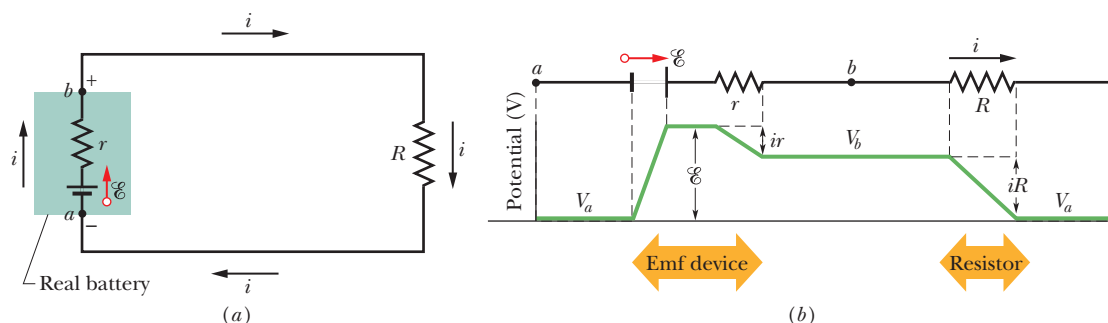 i
b
+
r
i
ℰ
R
i
a
–
Real battery
i
(a)
ℰ
i
a
b
r
R
Potential (V)
ir
V_b
ℰ
iR
V_a
V_a
Emf device
Resistor
(b)